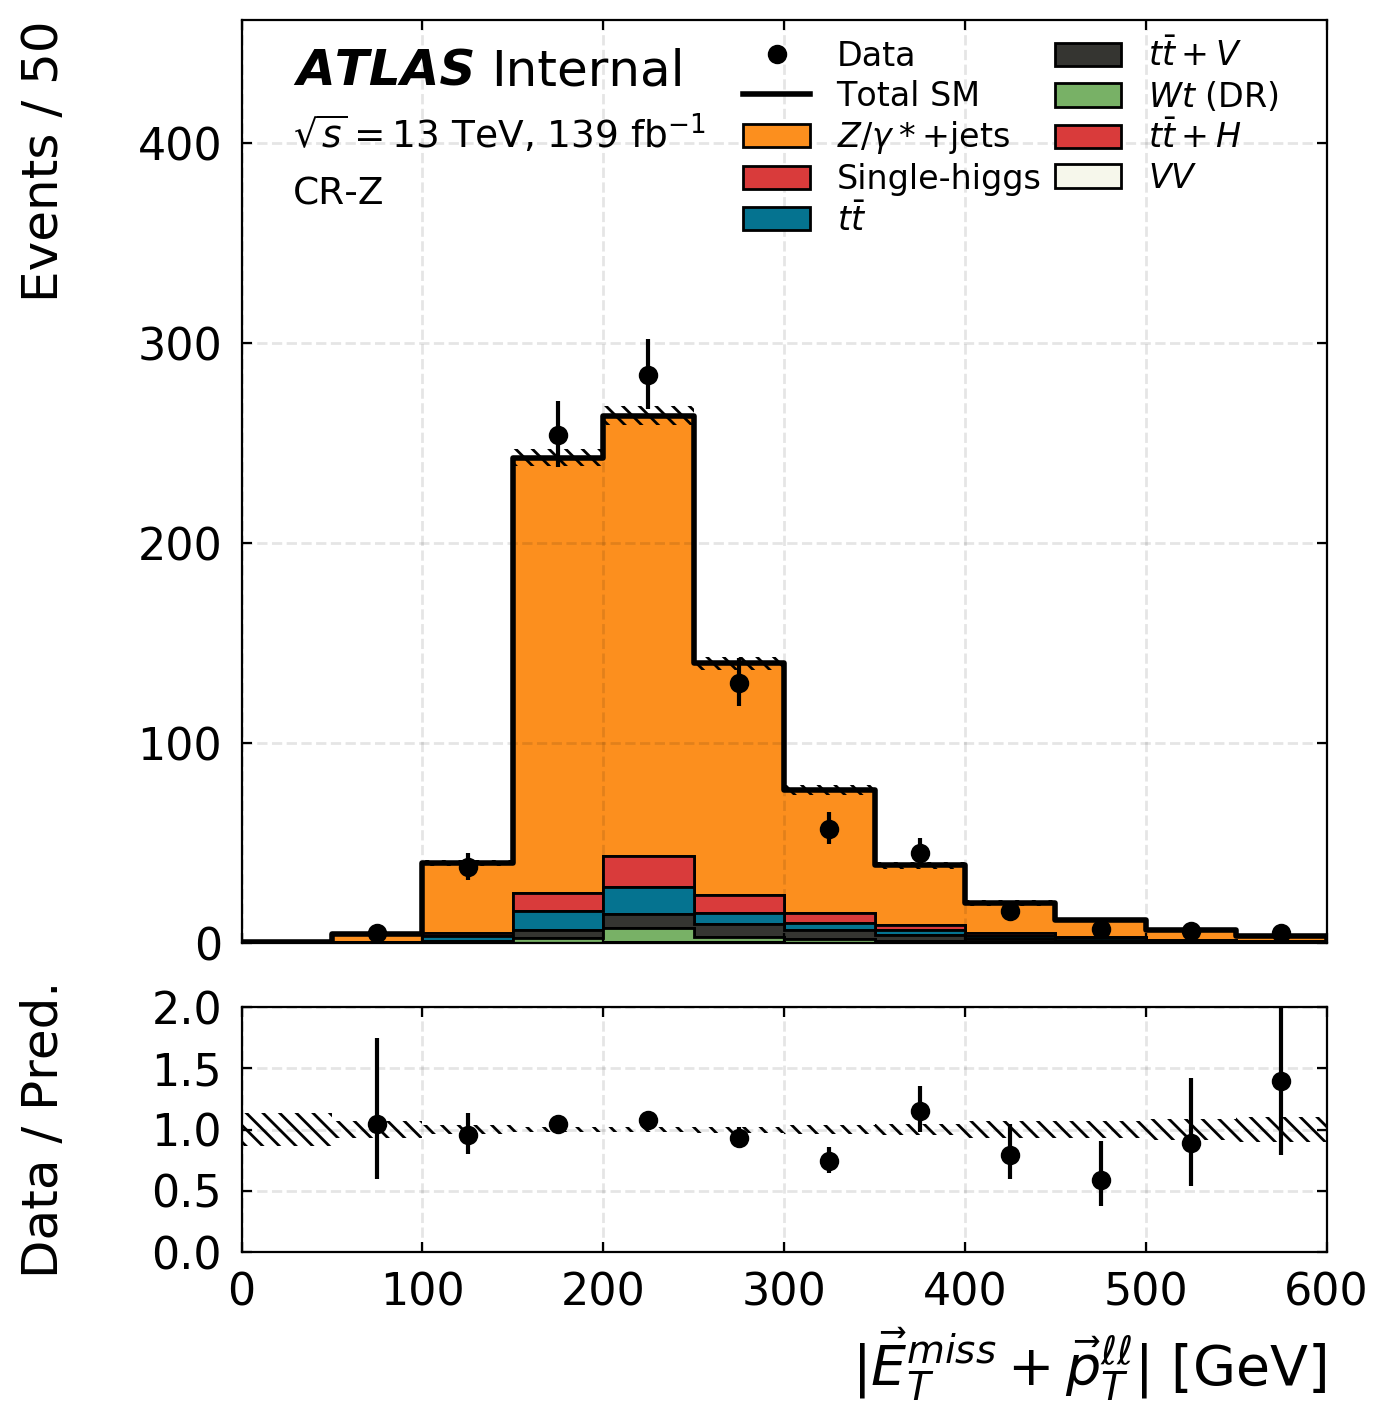 Events / 50
ATLAS Internal
√s = 13 TeV, 139 fb⁻¹
CR-Z
Data
Total SM
Z/γ * +jets
Single-higgs
tt̄
tt̄ + V
Wt (DR)
tt̄ + H
VV
400
300
200
100
0
Data / Pred.
2.0
1.5
1.0
0.5
0.0
0 100 200 300 400 500 600
|E⃗_T^miss + p⃗_T^ℓℓ| [GeV]